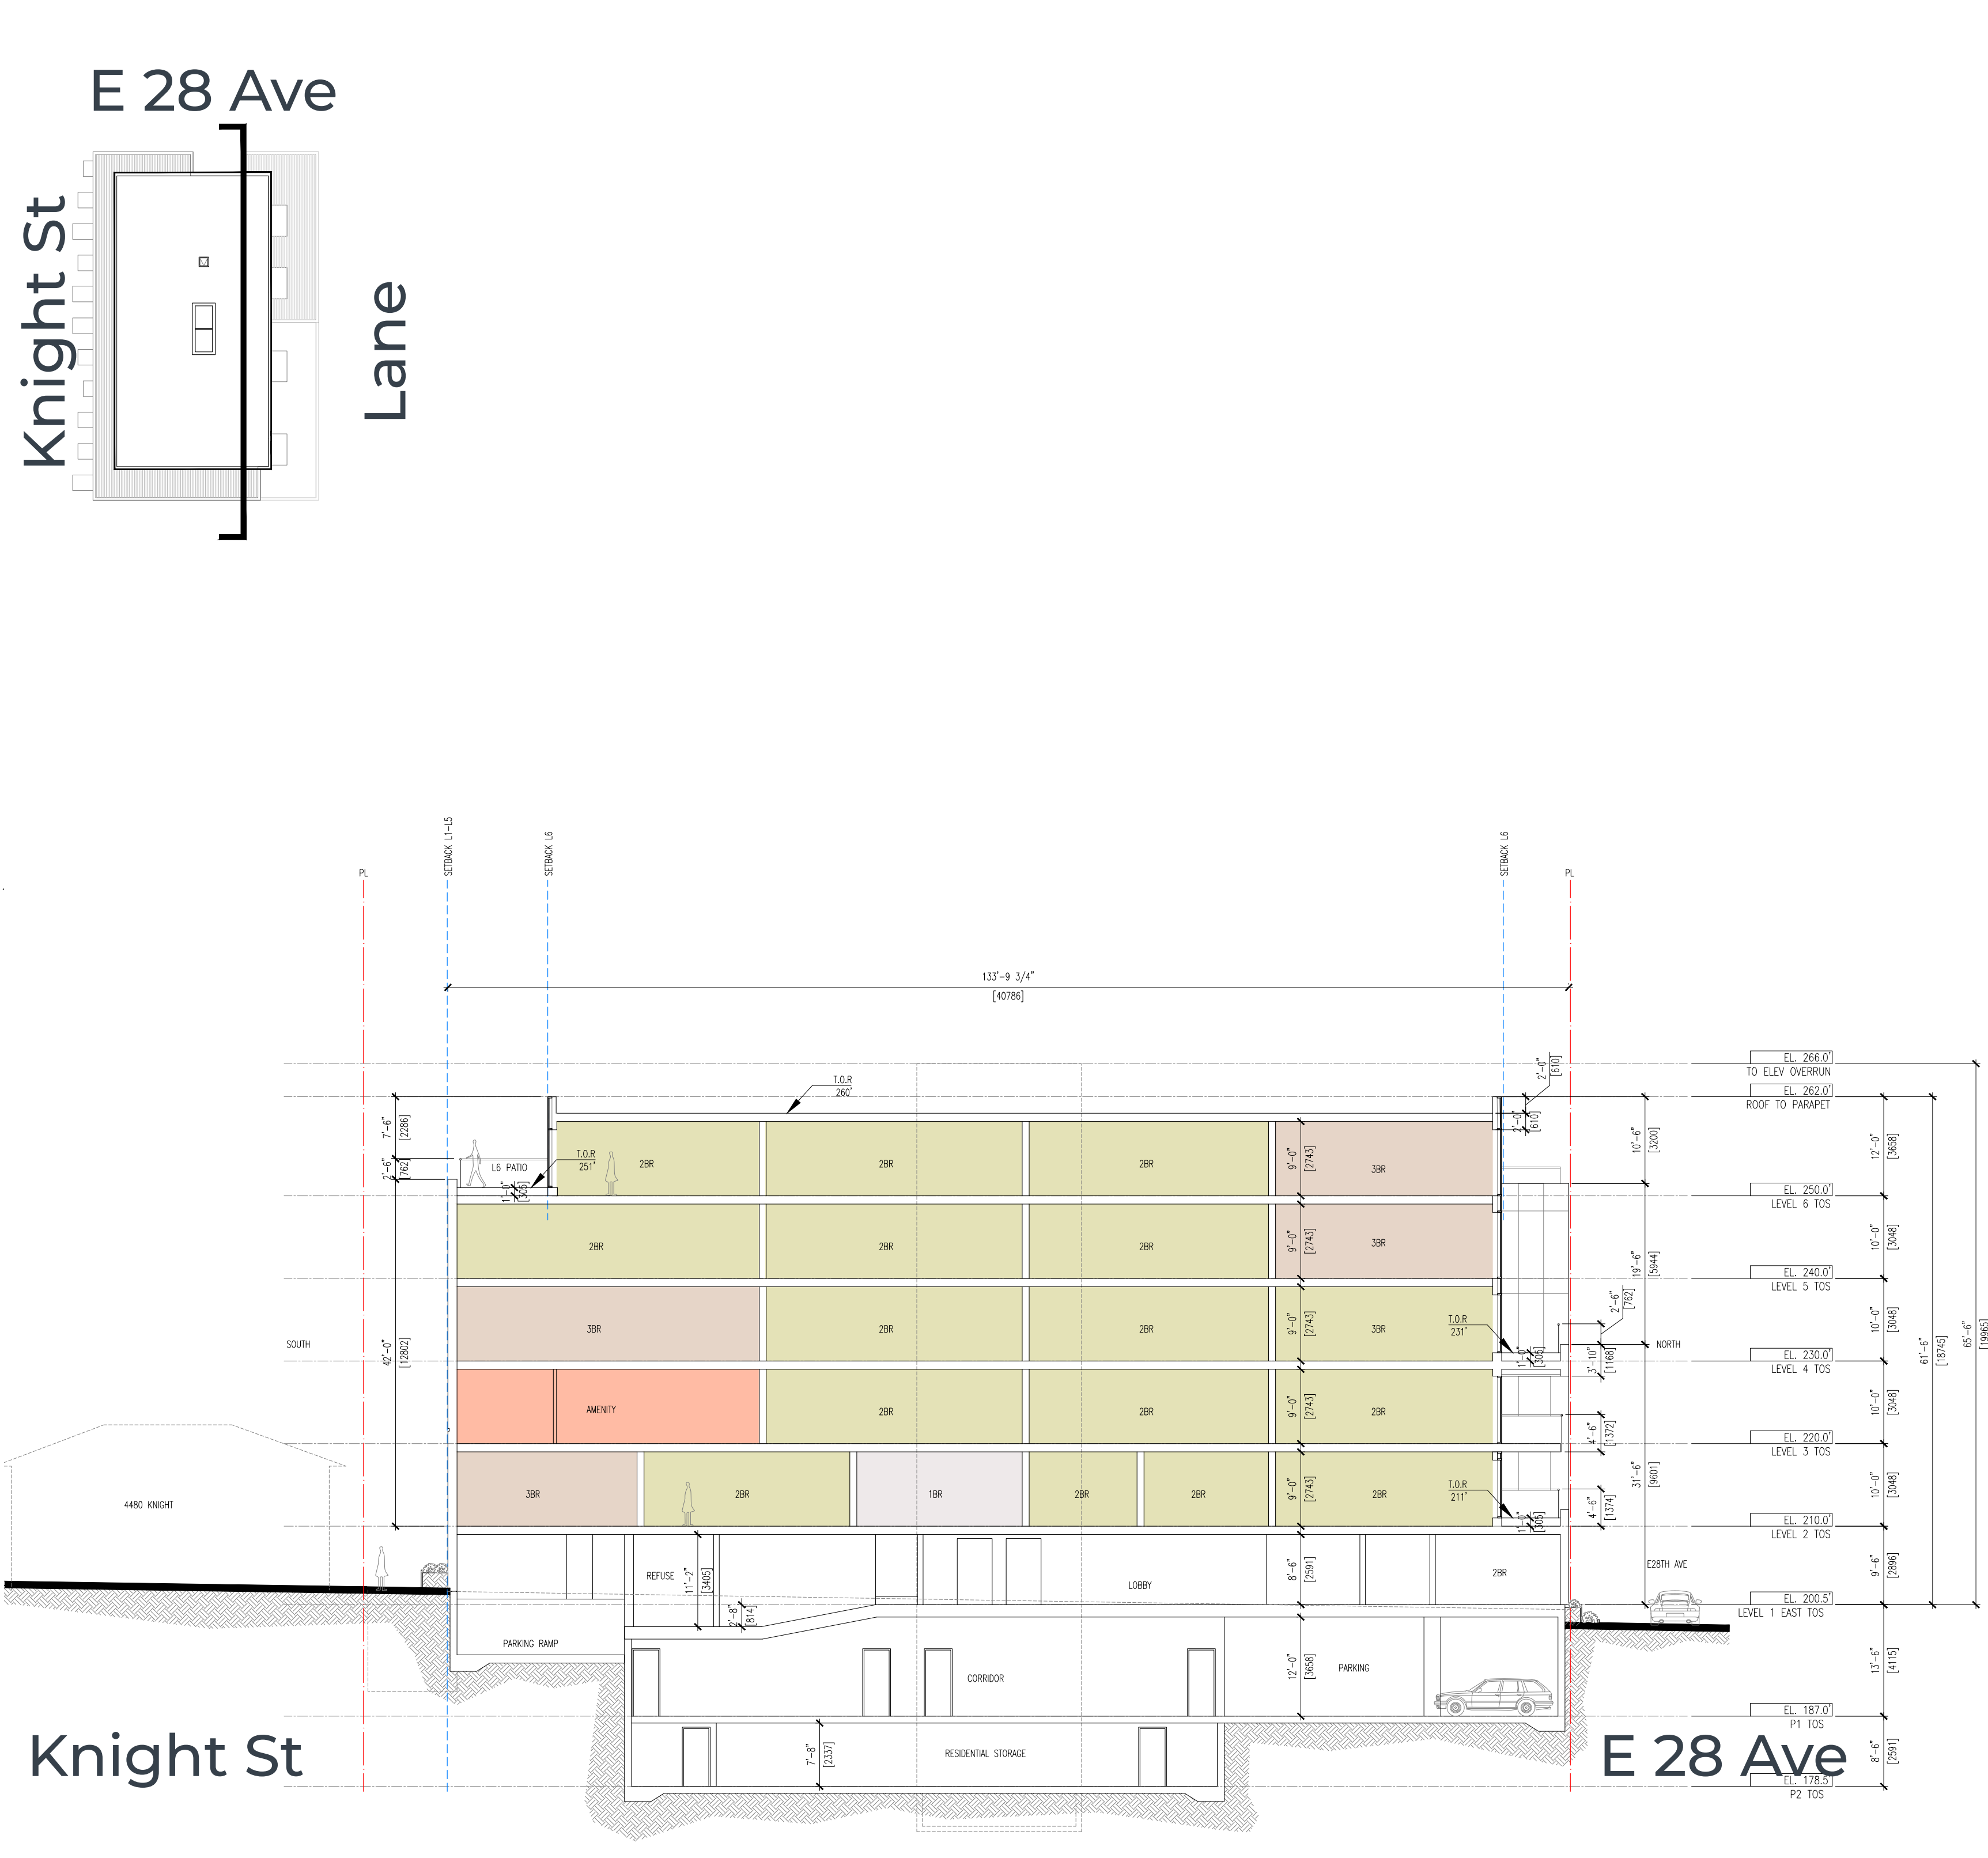 E 28 Ave
Knight St
Lane
SETBACK L1-L5
SETBACK L6
SETBACK L6
PL
PL
133'-9 3/4"
[40786]
EL. 266.0'
TO ELEV OVERRUN
EL. 262.0'
ROOF TO PARAPET
T.O.R
260'
2'-0"
[610]
2'-0"
[610]
7'-6"
[2286]
2'-6"
[762]
L6 PATIO
T.O.R
251'
1'-0"
[305]
2BR
2BR
2BR
9'-0"
[2743]
3BR
10'-6"
[3200]
12'-0"
[3658]
EL. 250.0'
LEVEL 6 TOS
2BR
2BR
2BR
9'-0"
[2743]
3BR
19'-6"
[5944]
10'-0"
[3048]
EL. 240.0'
LEVEL 5 TOS
SOUTH
42'-0"
[12802]
3BR
2BR
2BR
9'-0"
[2743]
3BR
T.O.R
231'
1'-0"
[305]
2'-6"
[762]
3'-10"
[1168]
NORTH
10'-0"
[3048]
61'-6"
[18745]
65'-6"
[19965]
EL. 230.0'
LEVEL 4 TOS
AMENITY
2BR
2BR
9'-0"
[2743]
2BR
4'-6"
[1372]
10'-0"
[3048]
EL. 220.0'
LEVEL 3 TOS
4480 KNIGHT
3BR
2BR
1BR
2BR
2BR
9'-0"
[2743]
2BR
T.O.R
211'
1'-0"
[305]
4'-6"
[1374]
31'-6"
[9601]
10'-0"
[3048]
EL. 210.0'
LEVEL 2 TOS
REFUSE
11'-2"
[3405]
2'-8"
[814]
LOBBY
8'-6"
[2591]
2BR
E28TH AVE
9'-6"
[2896]
EL. 200.5'
LEVEL 1 EAST TOS
PARKING RAMP
CORRIDOR
12'-0"
[3658]
PARKING
13'-6"
[4115]
EL. 187.0'
P1 TOS
Knight St
7'-8"
[2337]
RESIDENTIAL STORAGE
E 28 Ave
8'-6"
[2591]
EL. 178.5'
P2 TOS